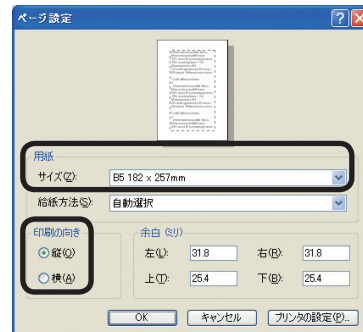 ページ設定
用紙
サイズ(Z):
B5 182 × 257mm
給紙方法(S):
自動選択
印刷の向き
縦(O)
横(A)
余白 (ミリ)
左(L):
31.8
右(R):
31.8
上(T):
25.4
下(B):
25.4
OK
キャンセル
プリンタの設定(P)...